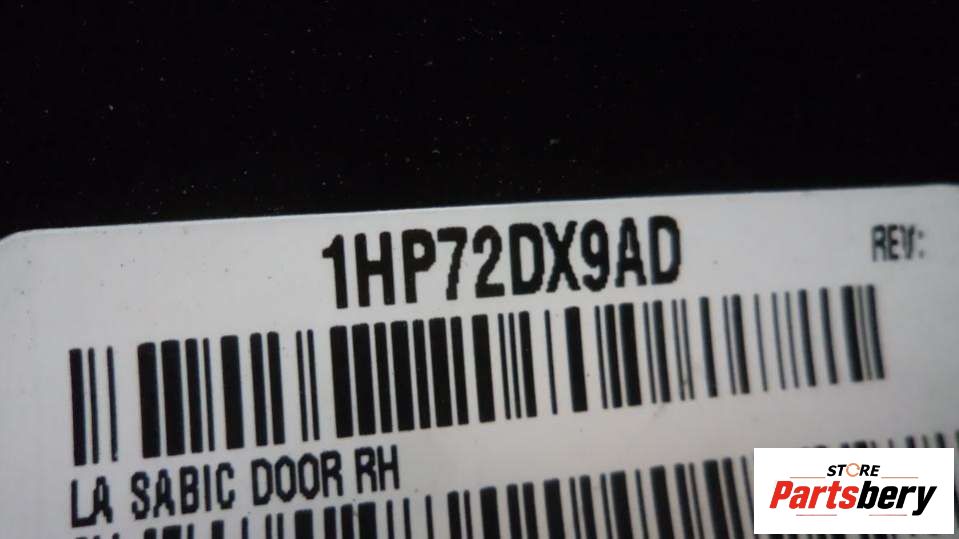 1HP72DX9AD
REV:
LA SABIC DOOR RH
STORE
Partsbery